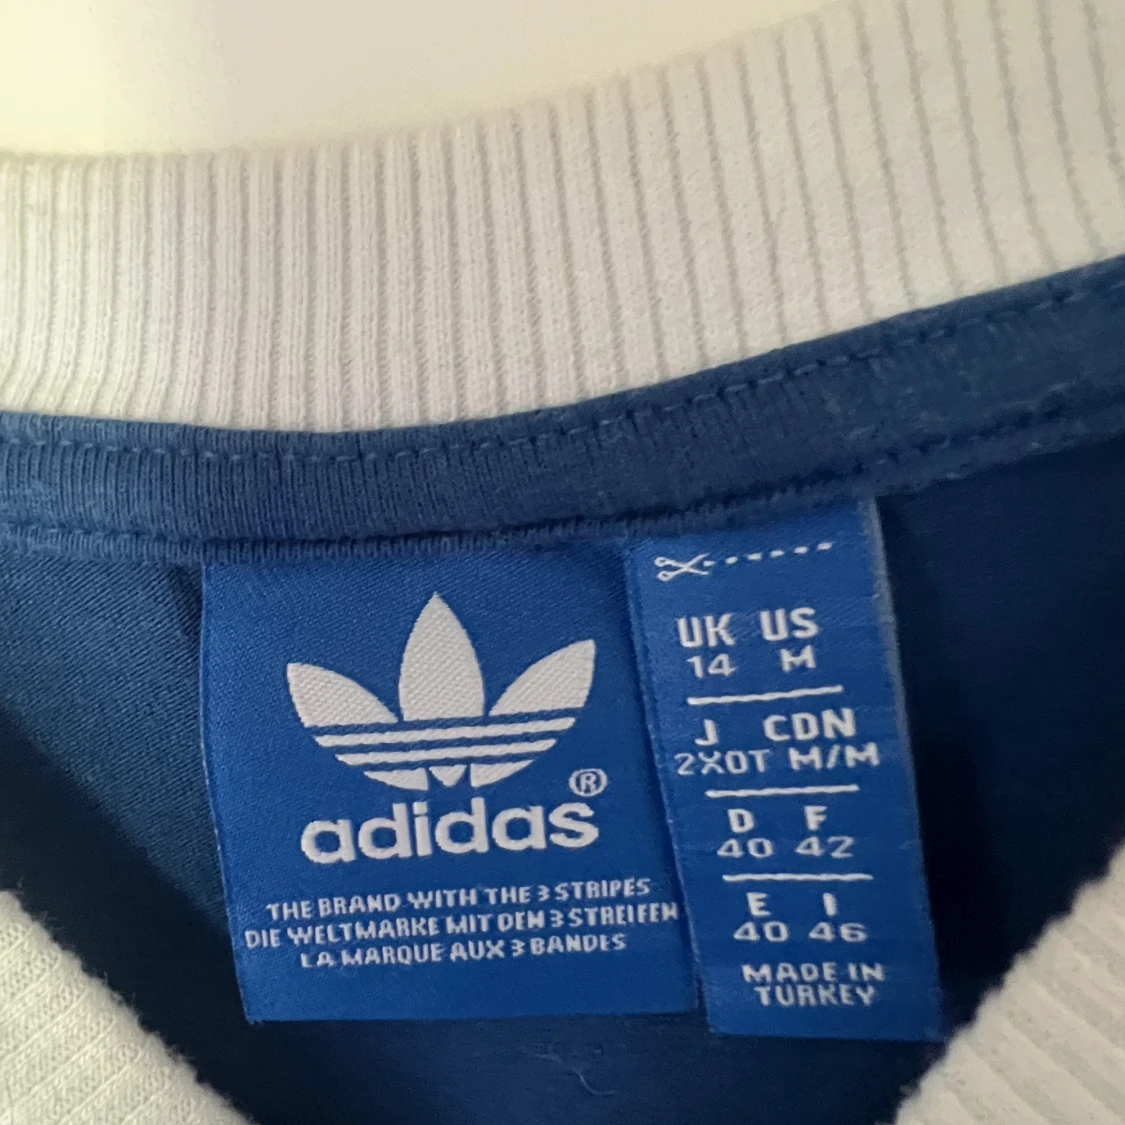 adidas®
THE BRAND WITH THE 3 STRIPES
DIE WELTMARKE MIT DEN 3 STREIFEN
LA MARQUE AUX 3 BANDES
UK US
14 M
J CDN
2XOT M/M
D F
40 42
E I
40 46
MADE IN
TURKEY